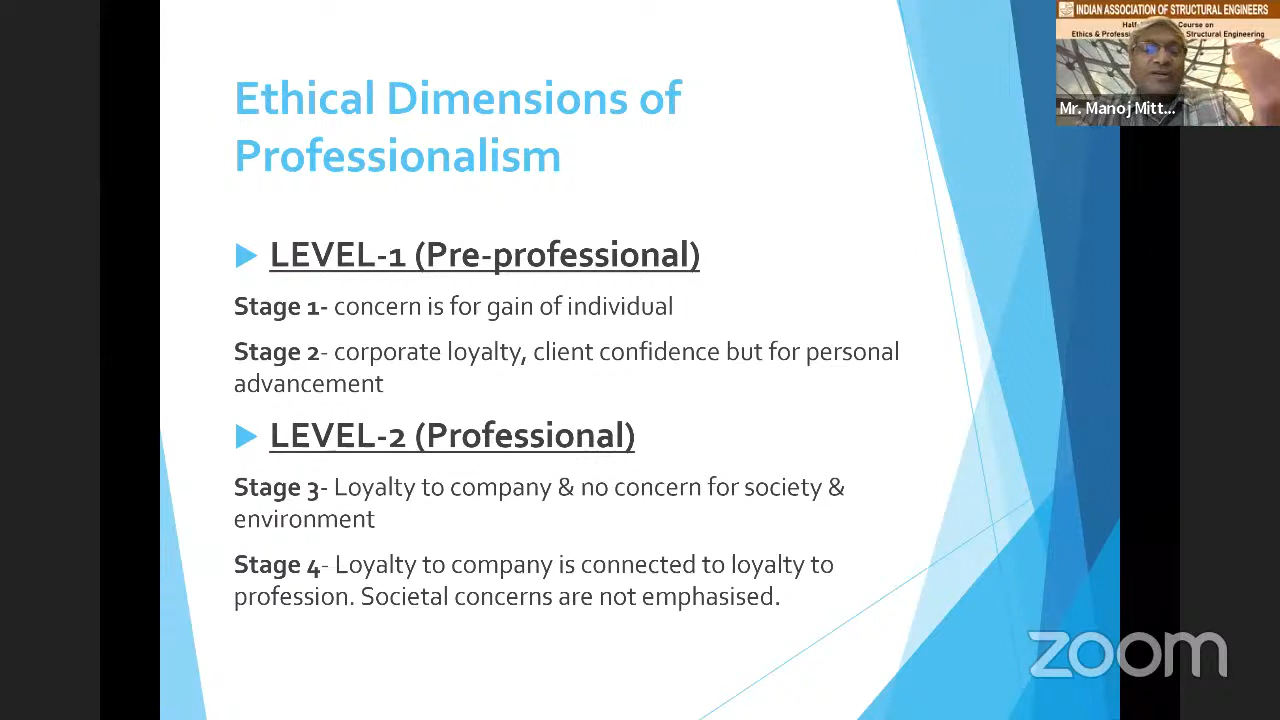 Ethical Dimensions of
Professionalism
LEVEL-1 (Pre-professional)
Stage 1- concern is for gain of individual
Stage 2- corporate loyalty, client confidence but for personal
advancement
LEVEL-2 (Professional)
Stage 3- Loyalty to company & no concern for society &
environment
Stage 4- Loyalty to company is connected to loyalty to
profession. Societal concerns are not emphasised.
INDIAN ASSOCIATION OF STRUCTURAL ENGINEERS
Course on
Ethics & Structural Engineering
Mr. Manoj Mitt...
zoom